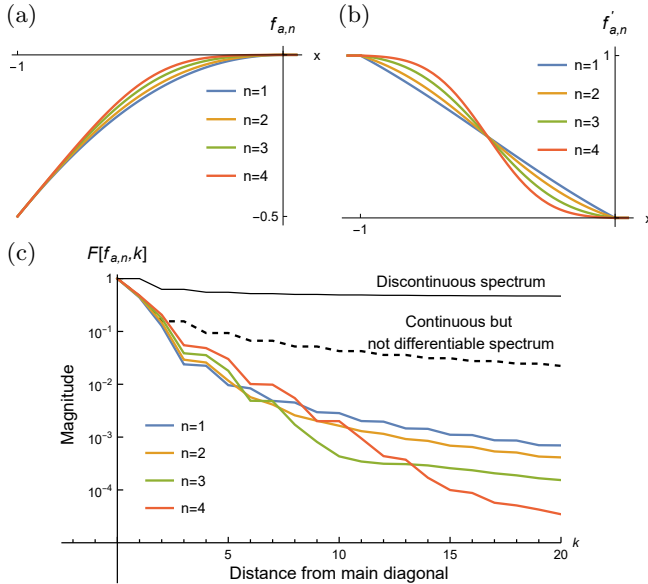 (a)
f a,n
−1
x
n=1
n=2
n=3
n=4
−0.5
(b)
f′ a,n
1
n=1
n=2
n=3
n=4
−1
x
(c)
F[f a,n,k]
1
10−1
10−2
10−3
10−4
Magnitude
Discontinuous spectrum
Continuous but
not differentiable spectrum
n=1
n=2
n=3
n=4
5
10
15
20
k
Distance from main diagonal